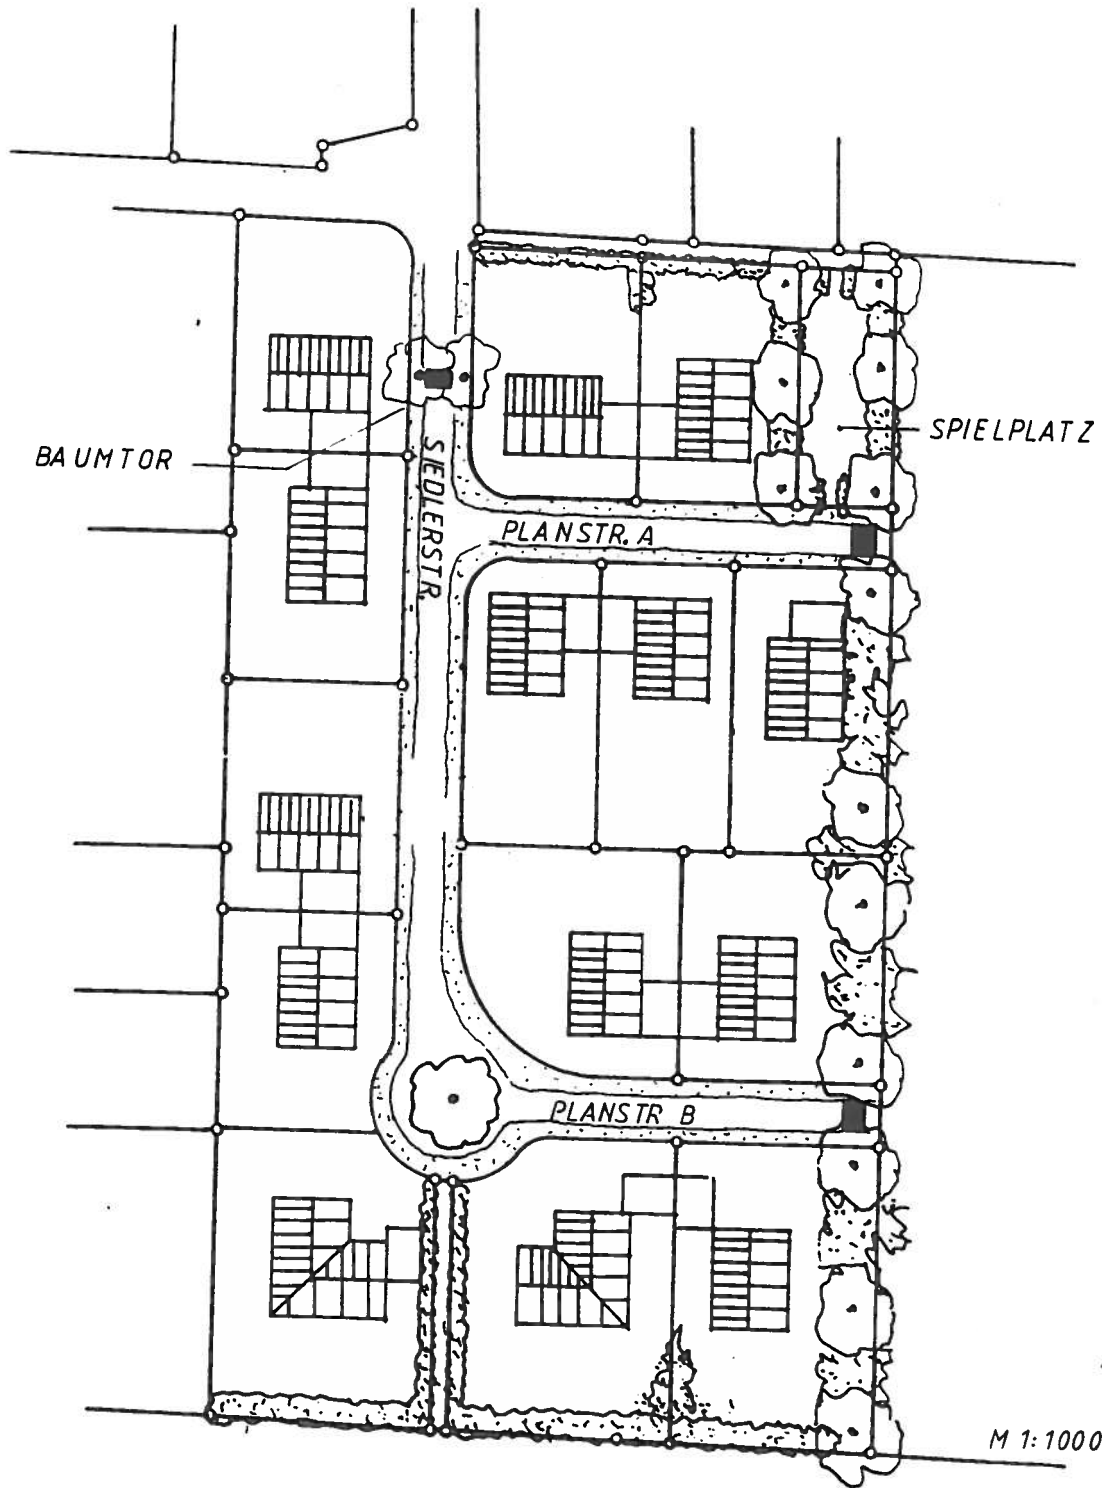 BAUMTOR
SIEDLERSTR.
SPIELPLATZ
PLANSTR. A
PLANSTR B
M 1:1000